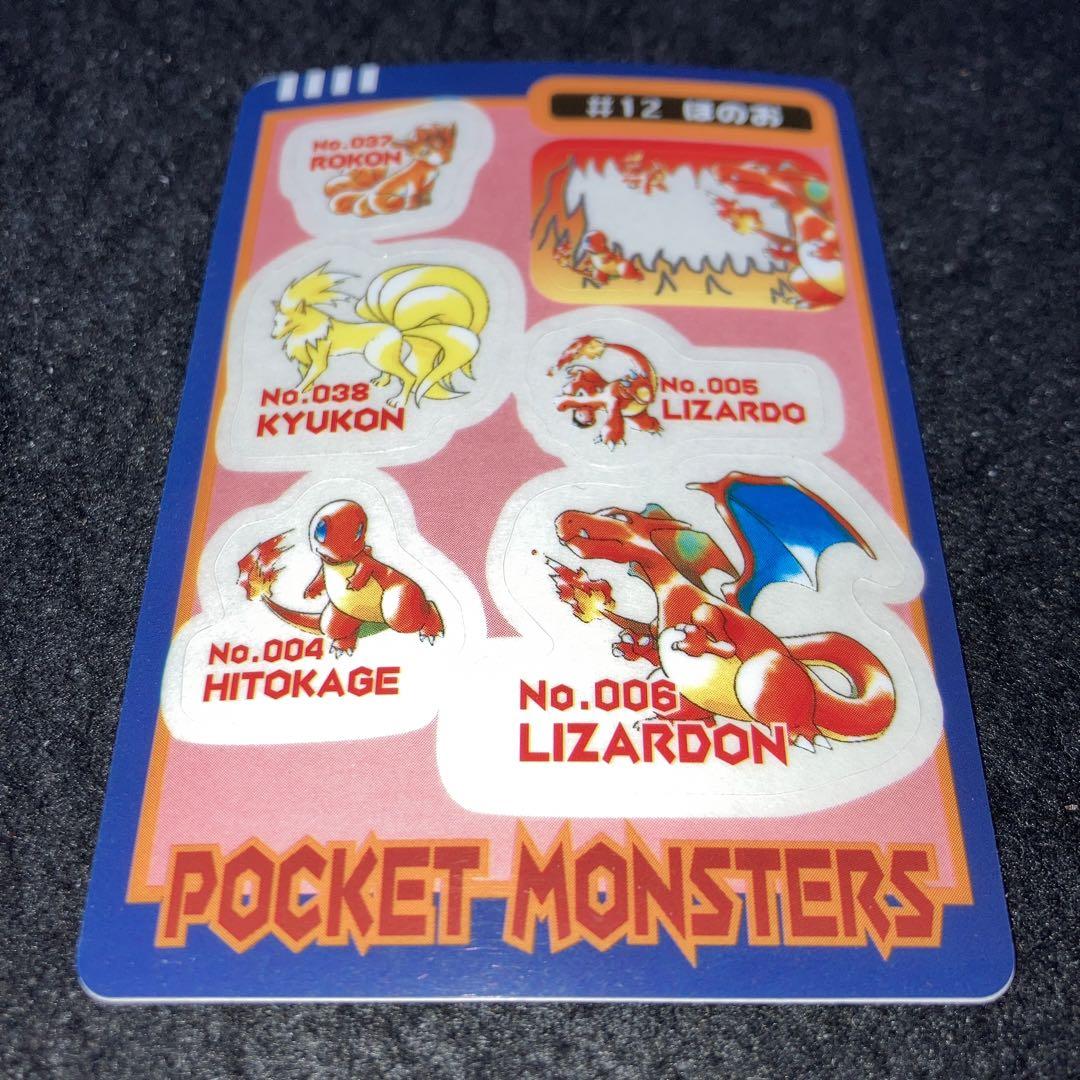 #12 ほのお
No.037
ROKON
No.038
KYUKON
No.005
LIZARDO
No.004
HITOKAGE
No.006
LIZARDON
POCKET MONSTERS